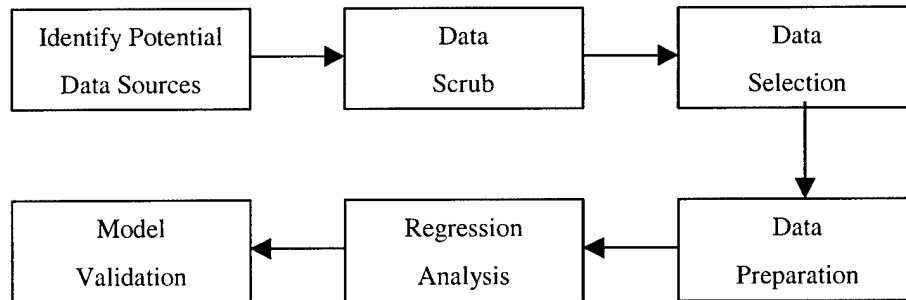 Identify Potential
Data Sources
Data
Scrub
Data
Selection
Data
Preparation
Regression
Analysis
Model
Validation